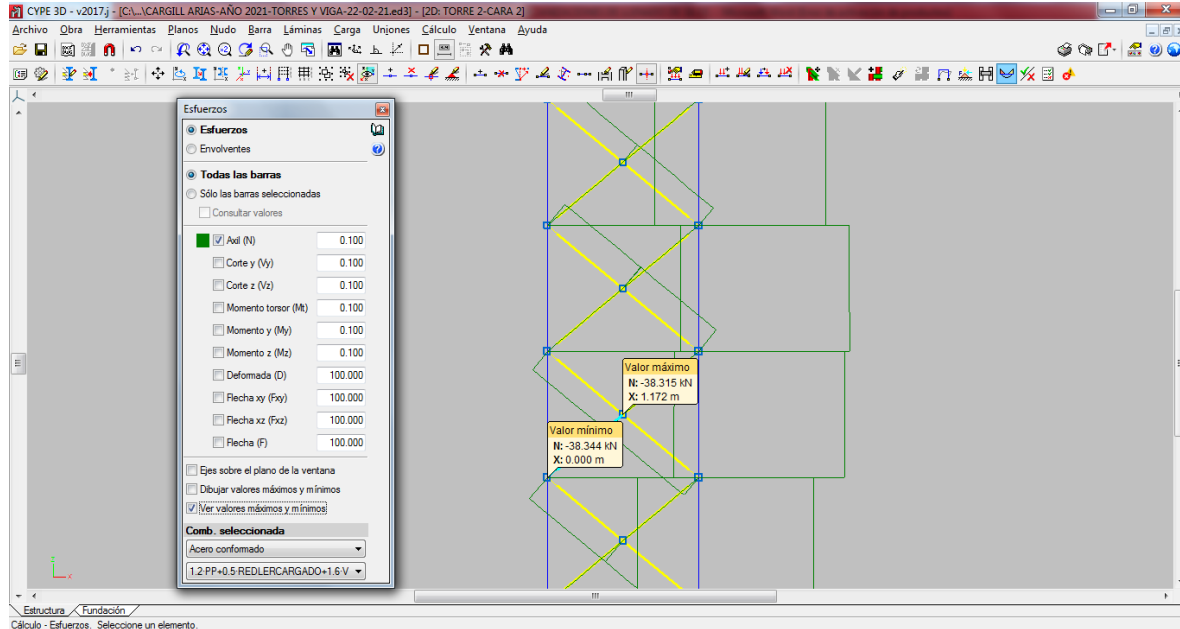 CYPE 3D - v2017.j - [C:\...\CARGILL ARIAS-AÑO 2021-TORRES Y VIGA-22-02-21.ed3] - [2D: TORRE 2-CARA 2]
Archivo Obra Herramientas Planos Nudo Barra Láminas Carga Uniones Cálculo Ventana Ayuda
Esfuerzos
Esfuerzos
Envolventes
Todas las barras
Sólo las barras seleccionadas
Consultar valores
Axil (N) 0.100
Corte y (Vy) 0.100
Corte z (Vz) 0.100
Momento torsor (Mt) 0.100
Momento y (My) 0.100
Momento z (Mz) 0.100
Deformada (D) 100.000
Flecha xy (Fxy) 100.000
Flecha xz (Fxz) 100.000
Flecha (F) 100.000
Ejes sobre el plano de la ventana
Dibujar valores máximos y mínimos
Ver valores máximos y mínimos
Comb. seleccionada
Acero conformado
1.2·PP+0.5·REDLERCARGADO+1.6·V
Valor máximo
N: -38.315 kN
X: 1.172 m
Valor mínimo
N: -38.344 kN
X: 0.000 m
z
x
Estructura Fundación
Cálculo - Esfuerzos. Seleccione un elemento.